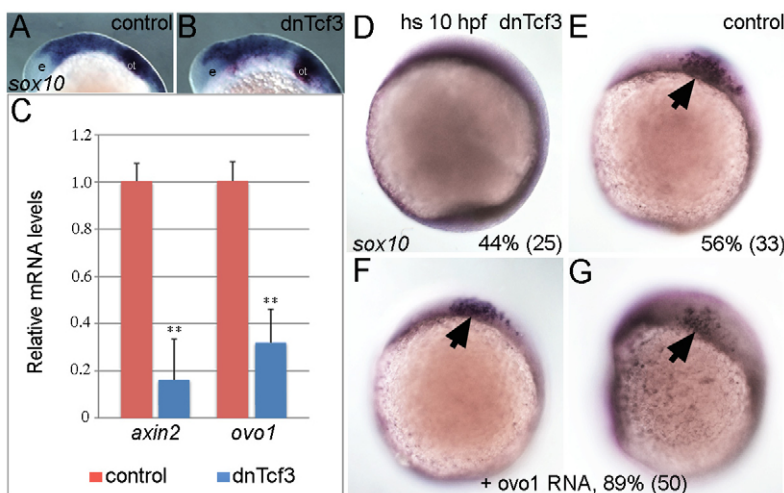 A control
B dnTcf3
e ot
e ot
sox10
C
Relative mRNA levels
1.2
1.0
0.8
0.6
0.4
0.2
0
**
**
axin2 ovo1
control dnTcf3
D hs 10 hpf dnTcf3
sox10 44% (25)
E control
56% (33)
F
G
+ ovo1 RNA, 89% (50)